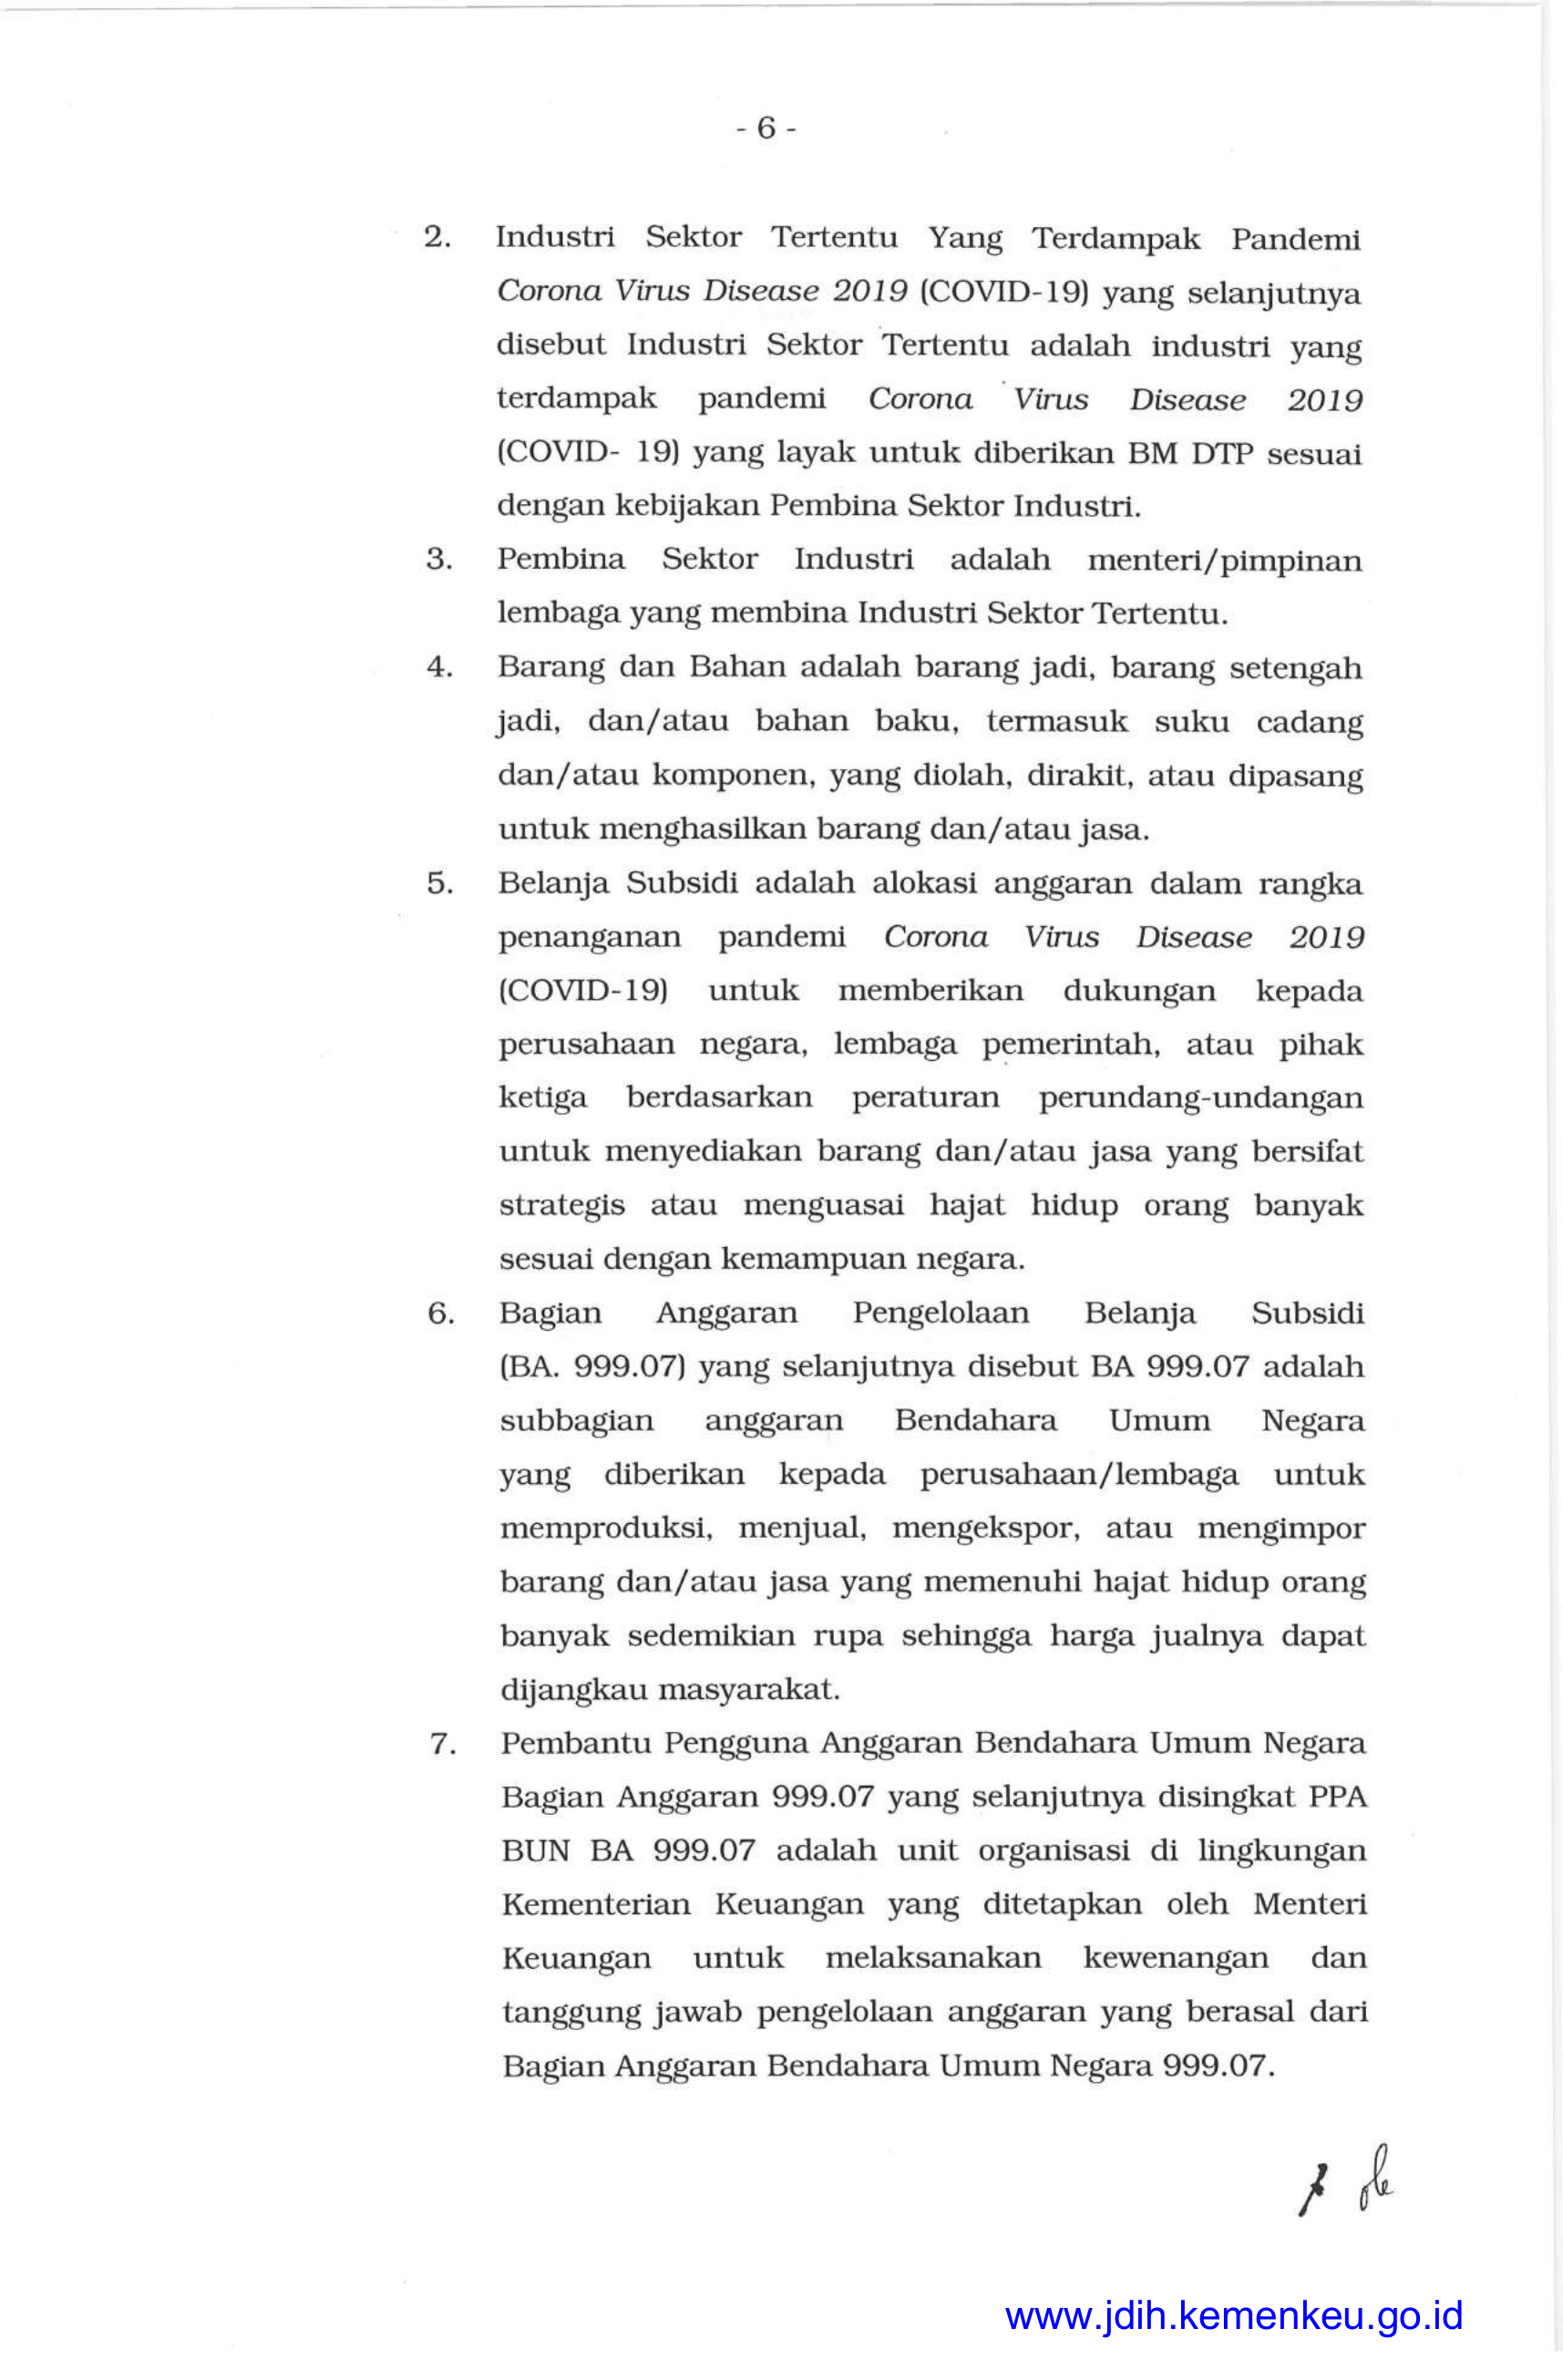 - 6 -
2. Industri Sektor Tertentu Yang Terdampak Pandemi
Corona Virus Disease 2019 (COVID-19) yang selanjutnya
disebut Industri Sektor Tertentu adalah industri yang
terdampak pandemi Corona Virus Disease 2019
(COVID- 19) yang layak untuk diberikan BM DTP sesuai
dengan kebijakan Pembina Sektor Industri.
3. Pembina Sektor Industri adalah menteri/pimpinan
lembaga yang membina Industri Sektor Tertentu.
4. Barang dan Bahan adalah barang jadi, barang setengah
jadi, dan/atau bahan baku, termasuk suku cadang
dan/atau komponen, yang diolah, dirakit, atau dipasang
untuk menghasilkan barang dan/atau jasa.
5. Belanja Subsidi adalah alokasi anggaran dalam rangka
penanganan pandemi Corona Virus Disease 2019
(COVID-19) untuk memberikan dukungan kepada
perusahaan negara, lembaga pemerintah, atau pihak
ketiga berdasarkan peraturan perundang-undangan
untuk menyediakan barang dan/atau jasa yang bersifat
strategis atau menguasai hajat hidup orang banyak
sesuai dengan kemampuan negara.
6. Bagian Anggaran Pengelolaan Belanja Subsidi
(BA. 999.07) yang selanjutnya disebut BA 999.07 adalah
subbagian anggaran Bendahara Umum Negara
yang diberikan kepada perusahaan/lembaga untuk
memproduksi, menjual, mengekspor, atau mengimpor
barang dan/atau jasa yang memenuhi hajat hidup orang
banyak sedemikian rupa sehingga harga jualnya dapat
dijangkau masyarakat.
7. Pembantu Pengguna Anggaran Bendahara Umum Negara
Bagian Anggaran 999.07 yang selanjutnya disingkat PPA
BUN BA 999.07 adalah unit organisasi di lingkungan
Kementerian Keuangan yang ditetapkan oleh Menteri
Keuangan untuk melaksanakan kewenangan dan
tanggung jawab pengelolaan anggaran yang berasal dari
Bagian Anggaran Bendahara Umum Negara 999.07.
www.jdih.kemenkeu.go.id